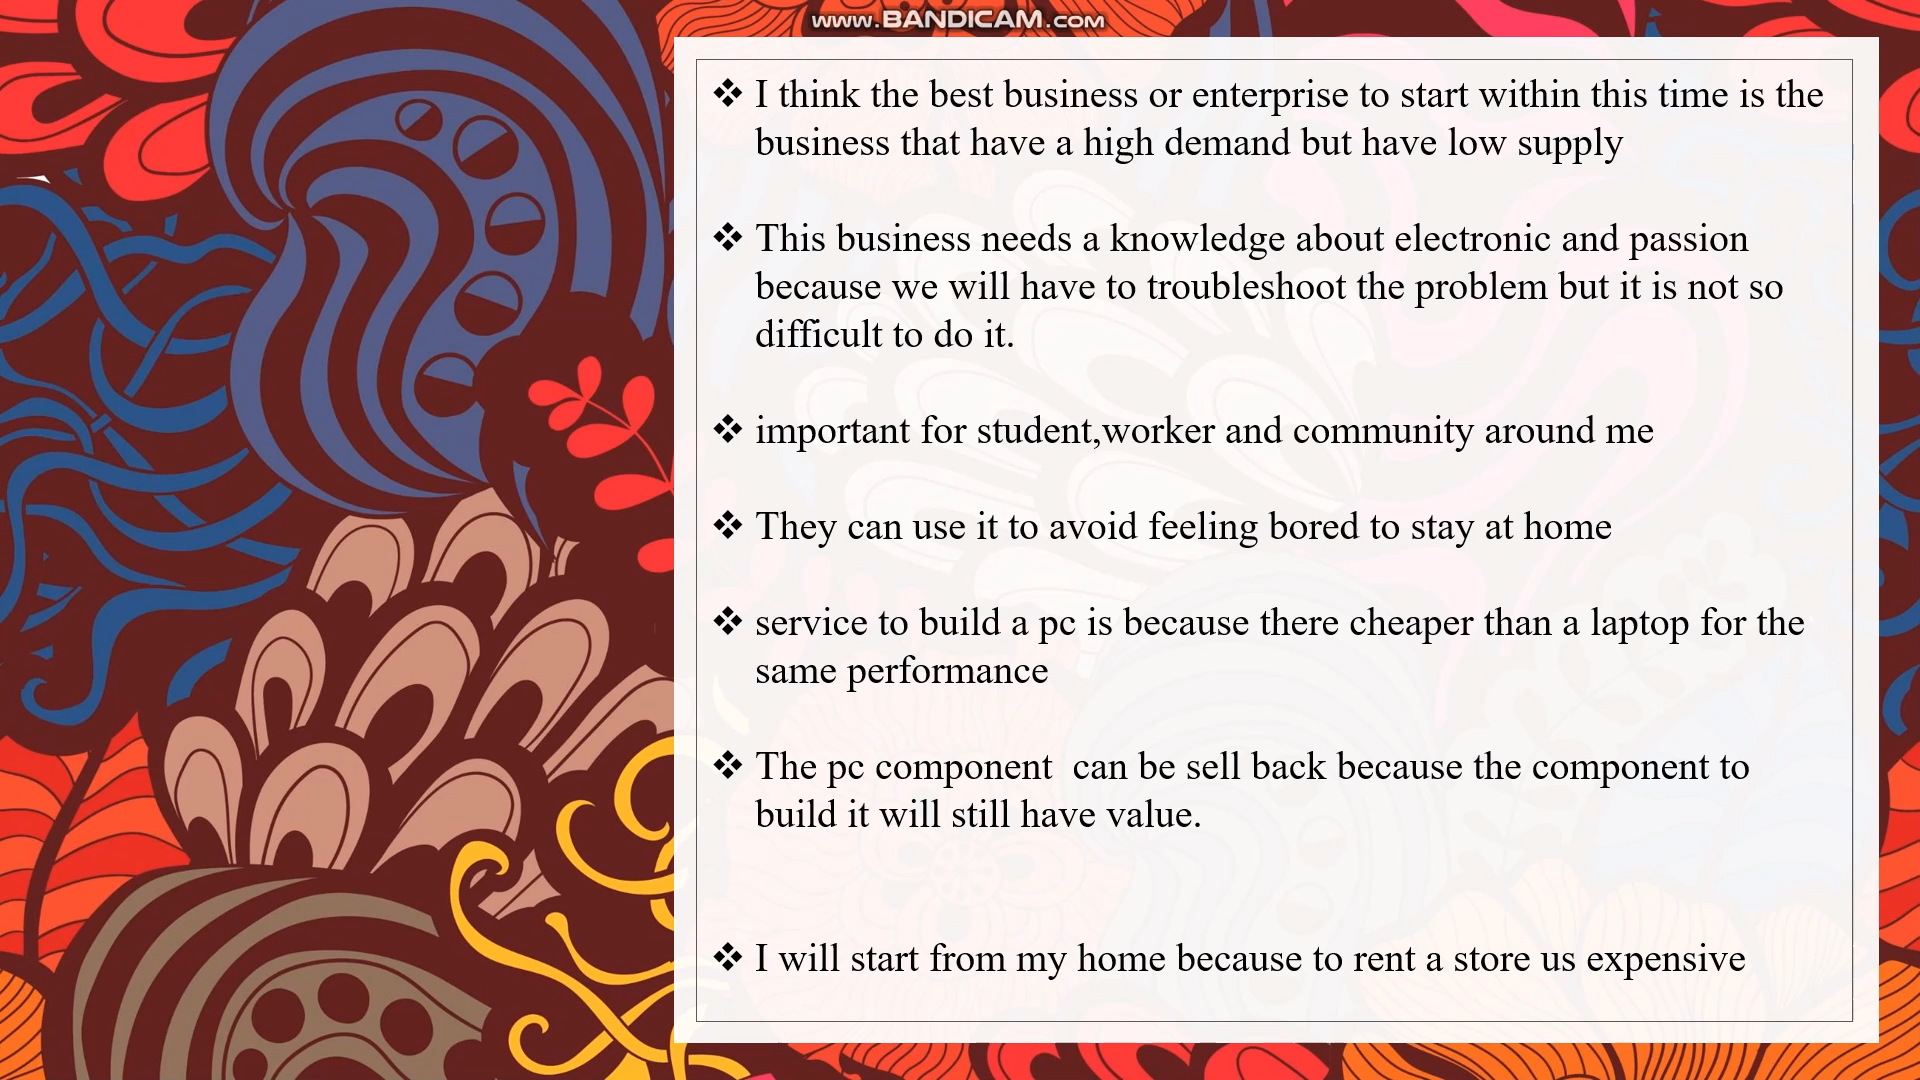 www.BANDICAM.com
❖ I think the best business or enterprise to start within this time is the
business that have a high demand but have low supply
❖ This business needs a knowledge about electronic and passion
because we will have to troubleshoot the problem but it is not so
difficult to do it.
❖ important for student,worker and community around me
❖ They can use it to avoid feeling bored to stay at home
❖ service to build a pc is because there cheaper than a laptop for the
same performance
❖ The pc component  can be sell back because the component to
build it will still have value.
❖ I will start from my home because to rent a store us expensive